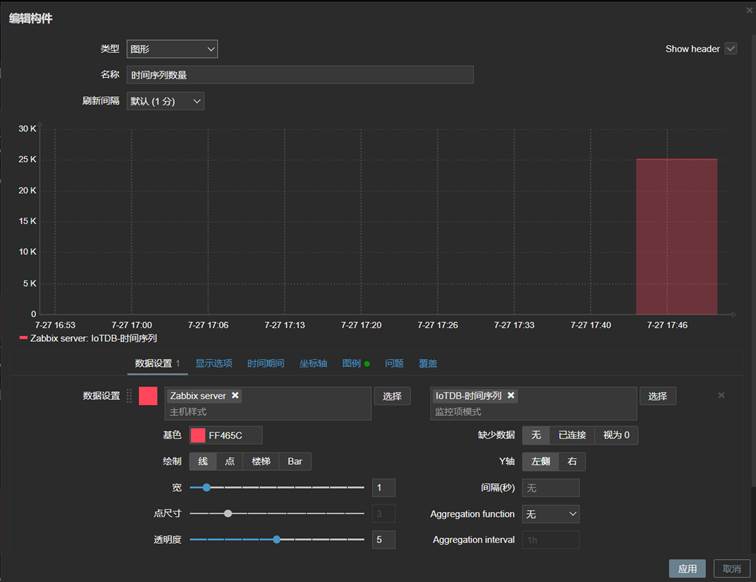 编辑构件
类型 图形 Show header
名称 时间序列数量
刷新间隔 默认 (1 分)
30 K
25 K
20 K
15 K
10 K
5 K
0
7-27 16:53 7-27 17:00 7-27 17:06 7-27 17:13 7-27 17:20 7-27 17:26 7-27 17:33 7-27 17:40 7-27 17:46
Zabbix server: IoTDB-时间序列
数据设置 1 显示选项 时间期间 坐标轴 图例 问题 覆盖
数据设置 Zabbix server 选择 IoTDB-时间序列 选择
主机样式 监控项模式
基色 FF465C 缺少数据 无 已连接 视为 0
绘制 线 点 楼梯 Bar Y轴 左侧 右
宽 1 间隔(秒) 无
点尺寸 3 Aggregation function 无
透明度 5 Aggregation interval 1h
应用 取消